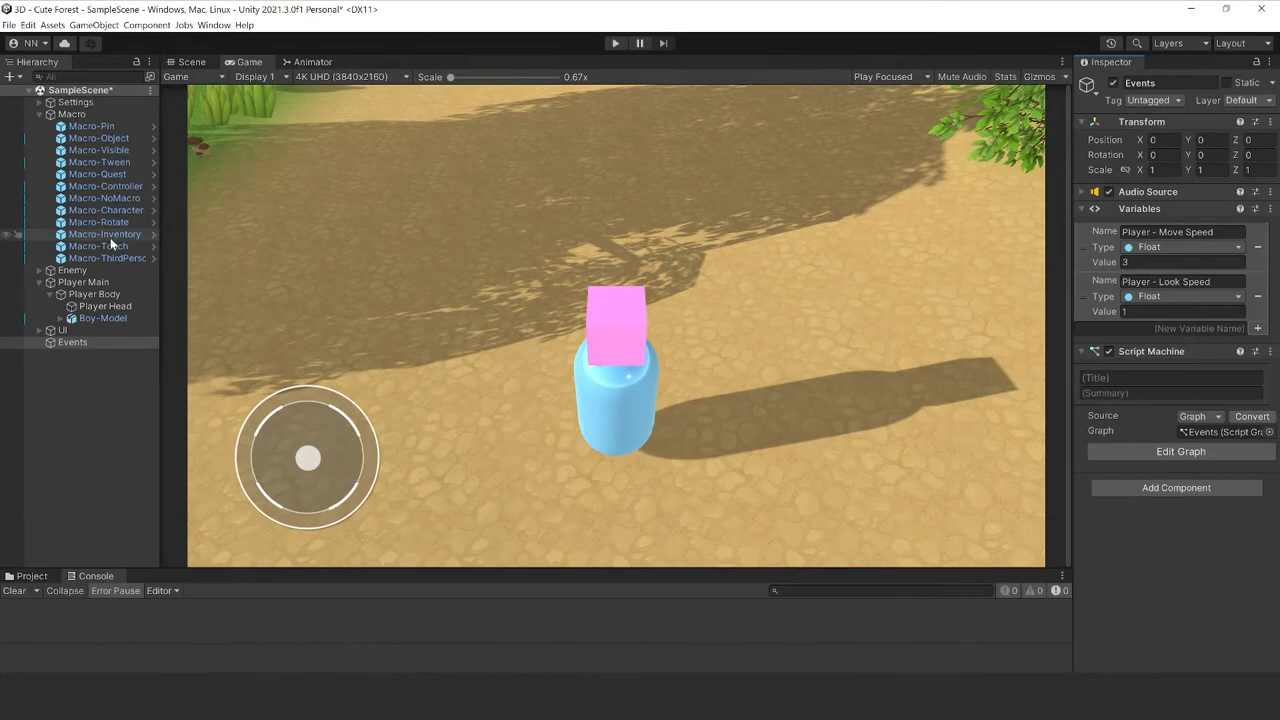 3D - Cute Forest - SampleScene - Windows, Mac, Linux - Unity 2021.3.0f1 Personal* <DX11>
File Edit Assets GameObject Component Jobs Window Help
NN Layers Layout
Hierarchy Scene Game Animator Inspector
All Game Display 1 4K UHD (3840x2160) Scale 0.67x Play Focused Mute Audio Stats Gizmos
Events Static
SampleScene*
Tag Untagged Layer Default
Settings
Macro
Transform
Macro-Pin
Macro-Object
Position X 0 Y 0 Z 0
Macro-Visible
Rotation X 0 Y 0 Z 0
Macro-Tween
Scale X 1 Y 1 Z 1
Macro-Quest
Macro-Controller
Audio Source
Macro-NoMacro
Macro-Character
Variables
Macro-Rotate
Macro-Inventory
Name Player - Move Speed
Macro-
Type Float
Macro-ThirdPersc
Value 3
Enemy
Player Main
Name Player - Look Speed
Player Body
Type Float
Player Head
Value 1
Boy-Model
(New Variable Name)
UI
Events
Script Machine
(Title)
(Summary)
Source Graph Convert
Graph Events (Script Gra
Edit Graph
Add Component
Project Console
Clear Collapse Error Pause Editor 0 0 0